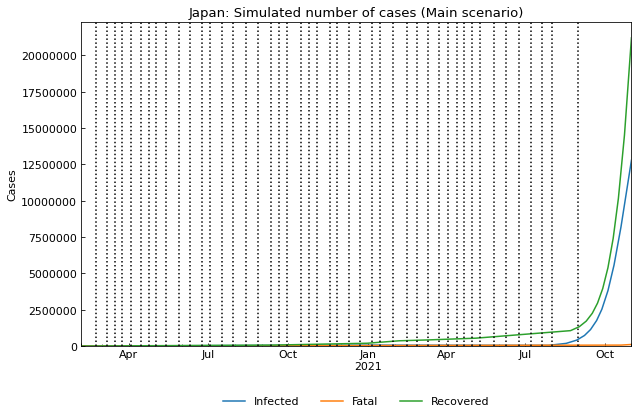 Japan: Simulated number of cases (Main scenario)
Cases
20000000
17500000
15000000
12500000
10000000
7500000
5000000
2500000
0
Apr Jul Oct Jan Apr Jul Oct
2021
Infected Fatal Recovered